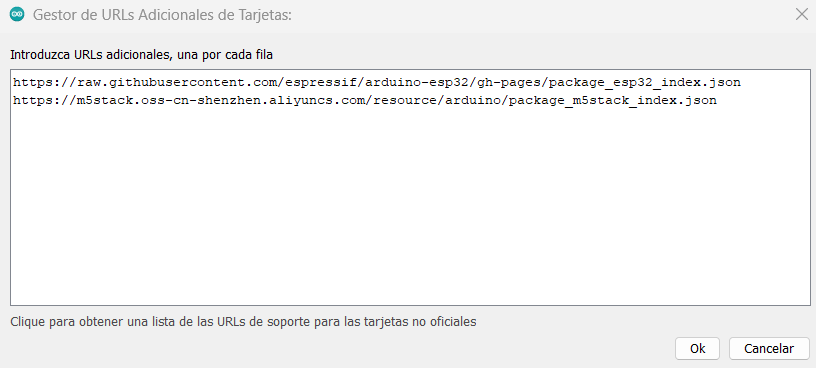 Gestor de URLs Adicionales de Tarjetas:
Introduzca URLs adicionales, una por cada fila
https://raw.githubusercontent.com/espressif/arduino-esp32/gh-pages/package_esp32_index.json
https://m5stack.oss-cn-shenzhen.aliyuncs.com/resource/arduino/package_m5stack_index.json
Clique para obtener una lista de las URLs de soporte para las tarjetas no oficiales
Ok
Cancelar